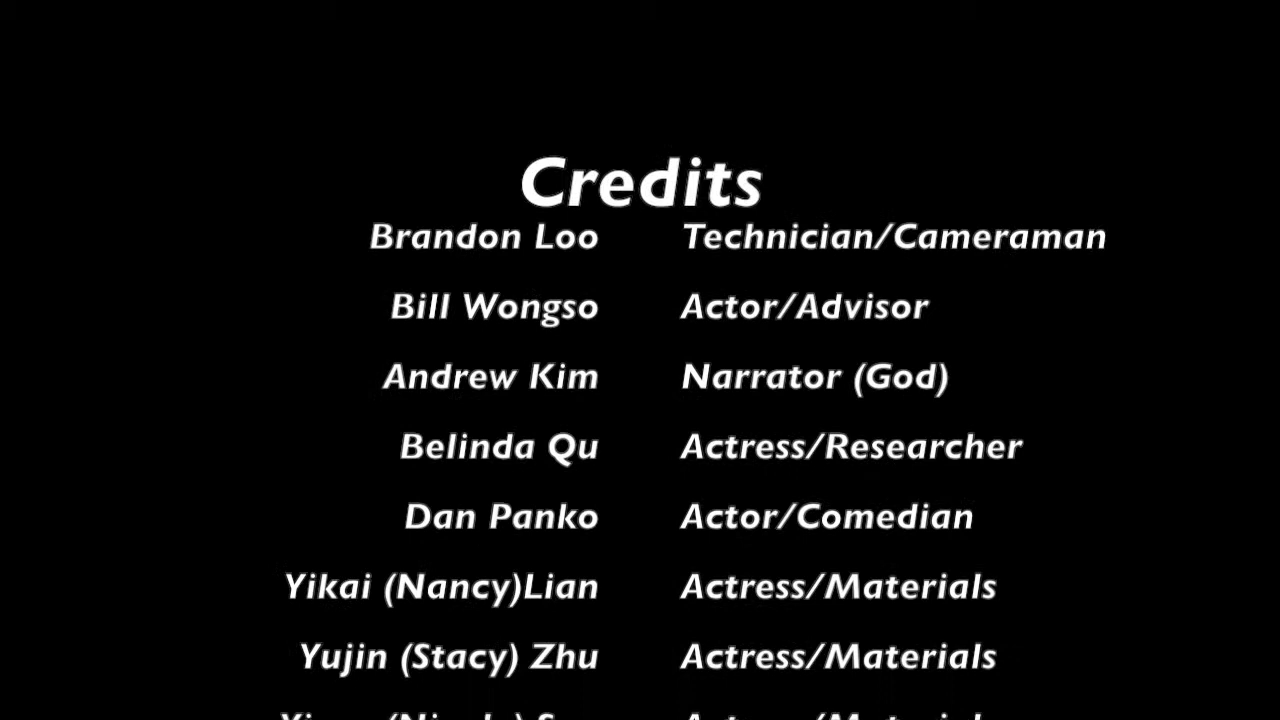 Credits
Brandon Loo Technician/Cameraman
Bill Wongso Actor/Advisor
Andrew Kim Narrator (God)
Belinda Qu Actress/Researcher
Dan Panko Actor/Comedian
Yikai (Nancy)Lian Actress/Materials
Yujin (Stacy) Zhu Actress/Materials